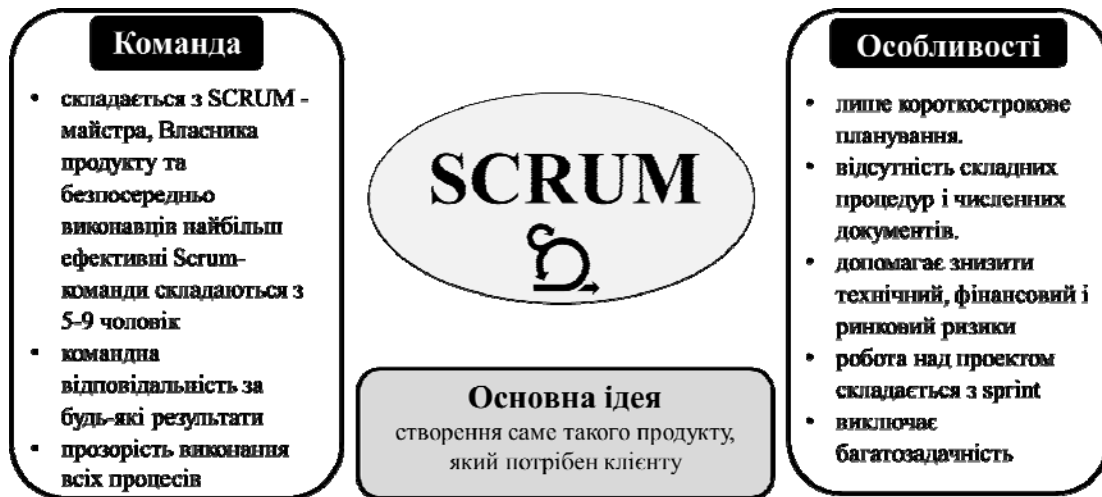 Команда
• складається з SCRUM -
майстра, Власника
продукту та
безпосередньо
виконавців найбільш
ефективні Scrum-
команди складаються з
5-9 чоловік
• командна
відповідальність за
будь-які результати
• прозорість виконання
всіх процесів
SCRUM
Основна ідея
створення саме такого продукту,
який потрібен клієнту
Особливості
• лише короткострокове
планування.
• відсутність складних
процедур і численних
документів.
• допомагає знизити
технічний, фінансовий і
ринковий ризики
• робота над проектом
складається з sprint
• виключає
багатозадачність